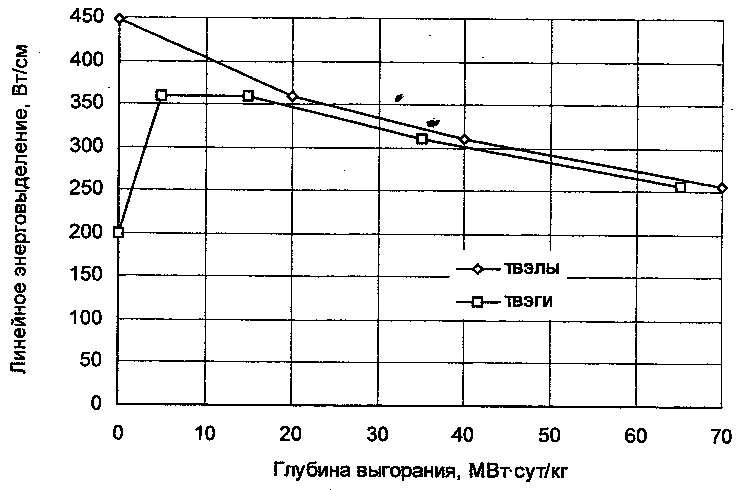 Линейное энерговыделение, Вт/см
450
400
350
300
250
200
150
100
50
0
твэлы
твэги
0 10 20 30 40 50 60 70
Глубина выгорания, МВт·сут/кг